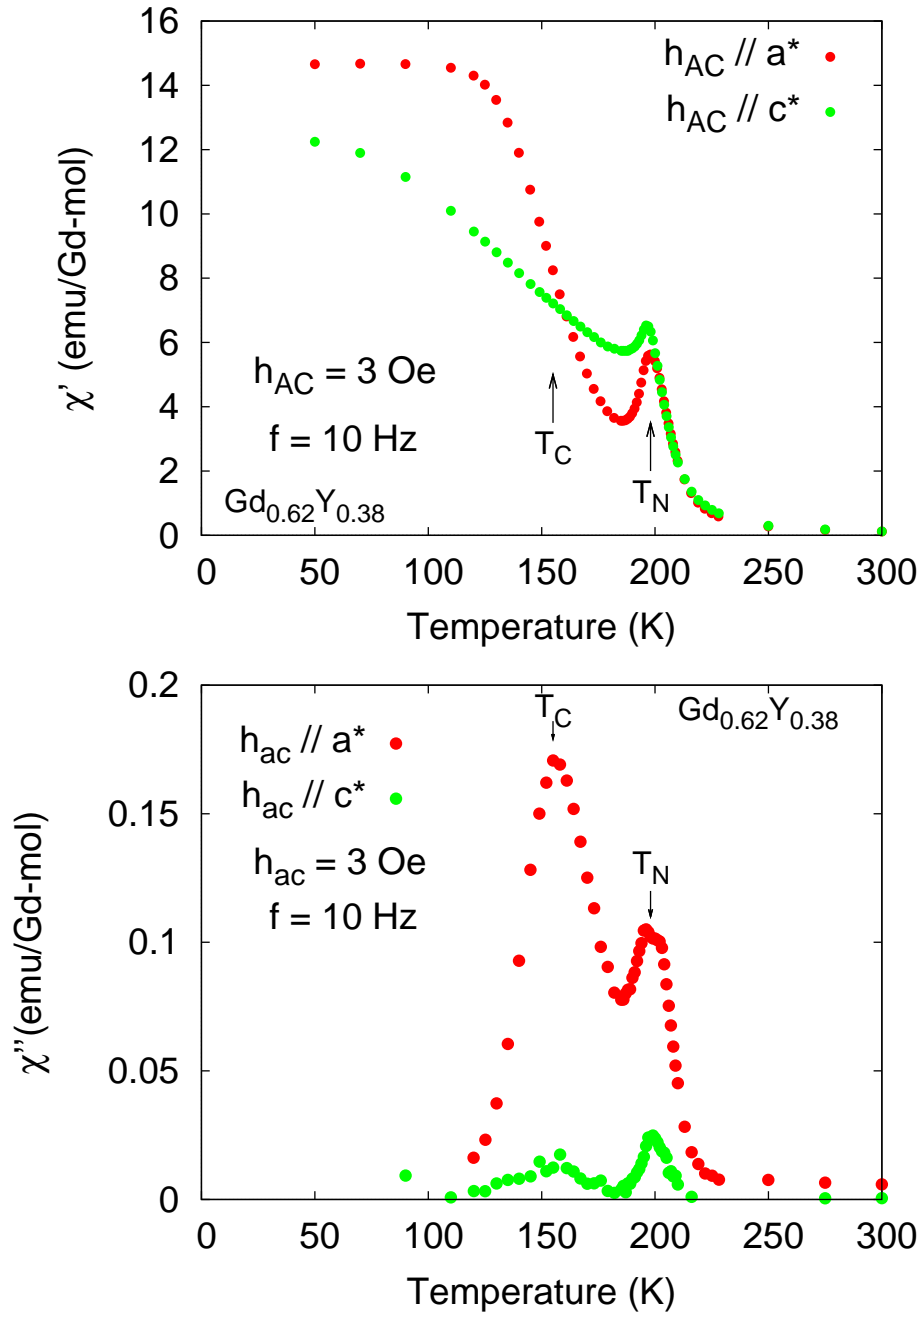 16
14
12
10
8
6
4
2
0
χ' (emu/Gd-mol)
h_AC // a*
h_AC // c*
h_AC = 3 Oe
f = 10 Hz
T_C
T_N
Gd_0.62Y_0.38
0 50 100 150 200 250 300
Temperature (K)
0.2
0.15
0.1
0.05
0
χ'' (emu/Gd-mol)
T_C
Gd_0.62Y_0.38
h_ac // a*
h_ac // c*
h_ac = 3 Oe
T_N
f = 10 Hz
0 50 100 150 200 250 300
Temperature (K)